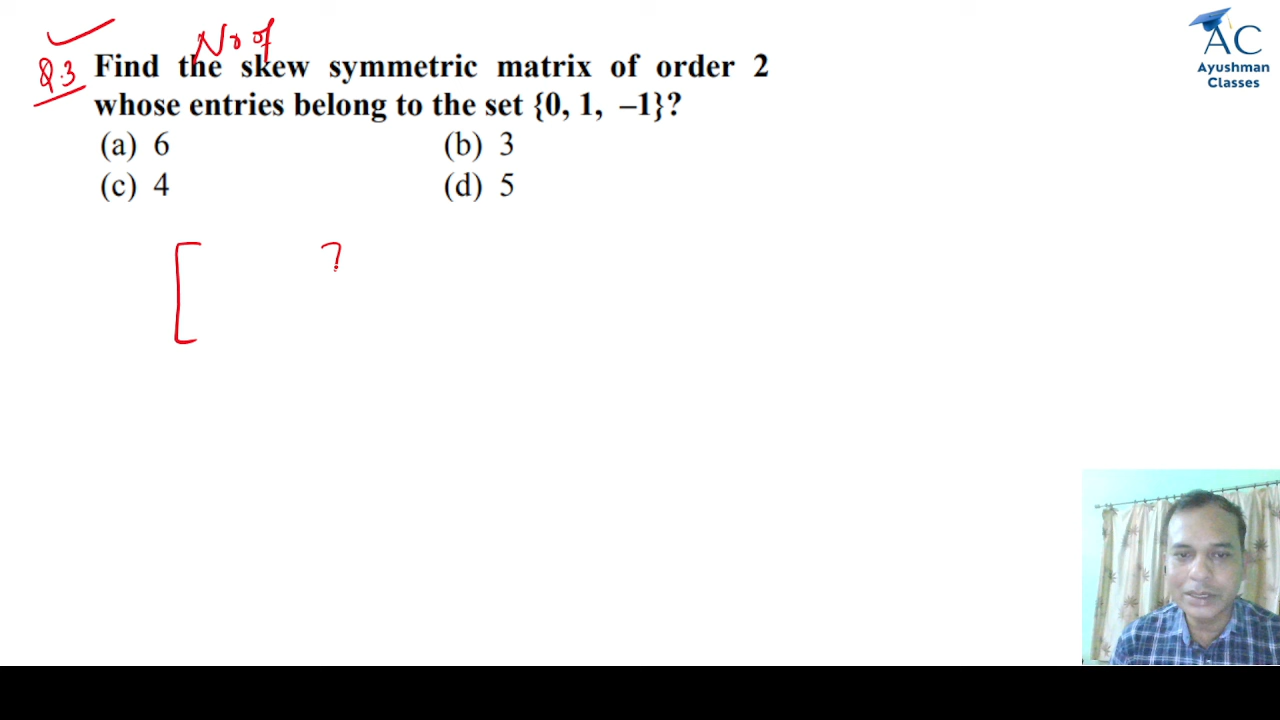 No of
Q.3 Find the skew symmetric matrix of order 2
whose entries belong to the set {0, 1, –1}?
(a) 6 (b) 3
(c) 4 (d) 5
AC
Ayushman
Classes